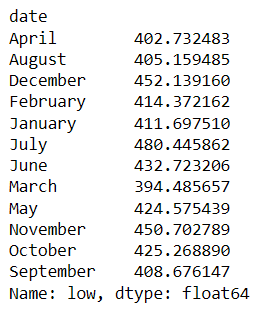 date
April        402.732483
August       405.159485
December     452.139160
February     414.372162
January      411.697510
July         480.445862
June         432.723206
March        394.485657
May          424.575439
November     450.702789
October      425.268890
September    408.676147
Name: low, dtype: float64